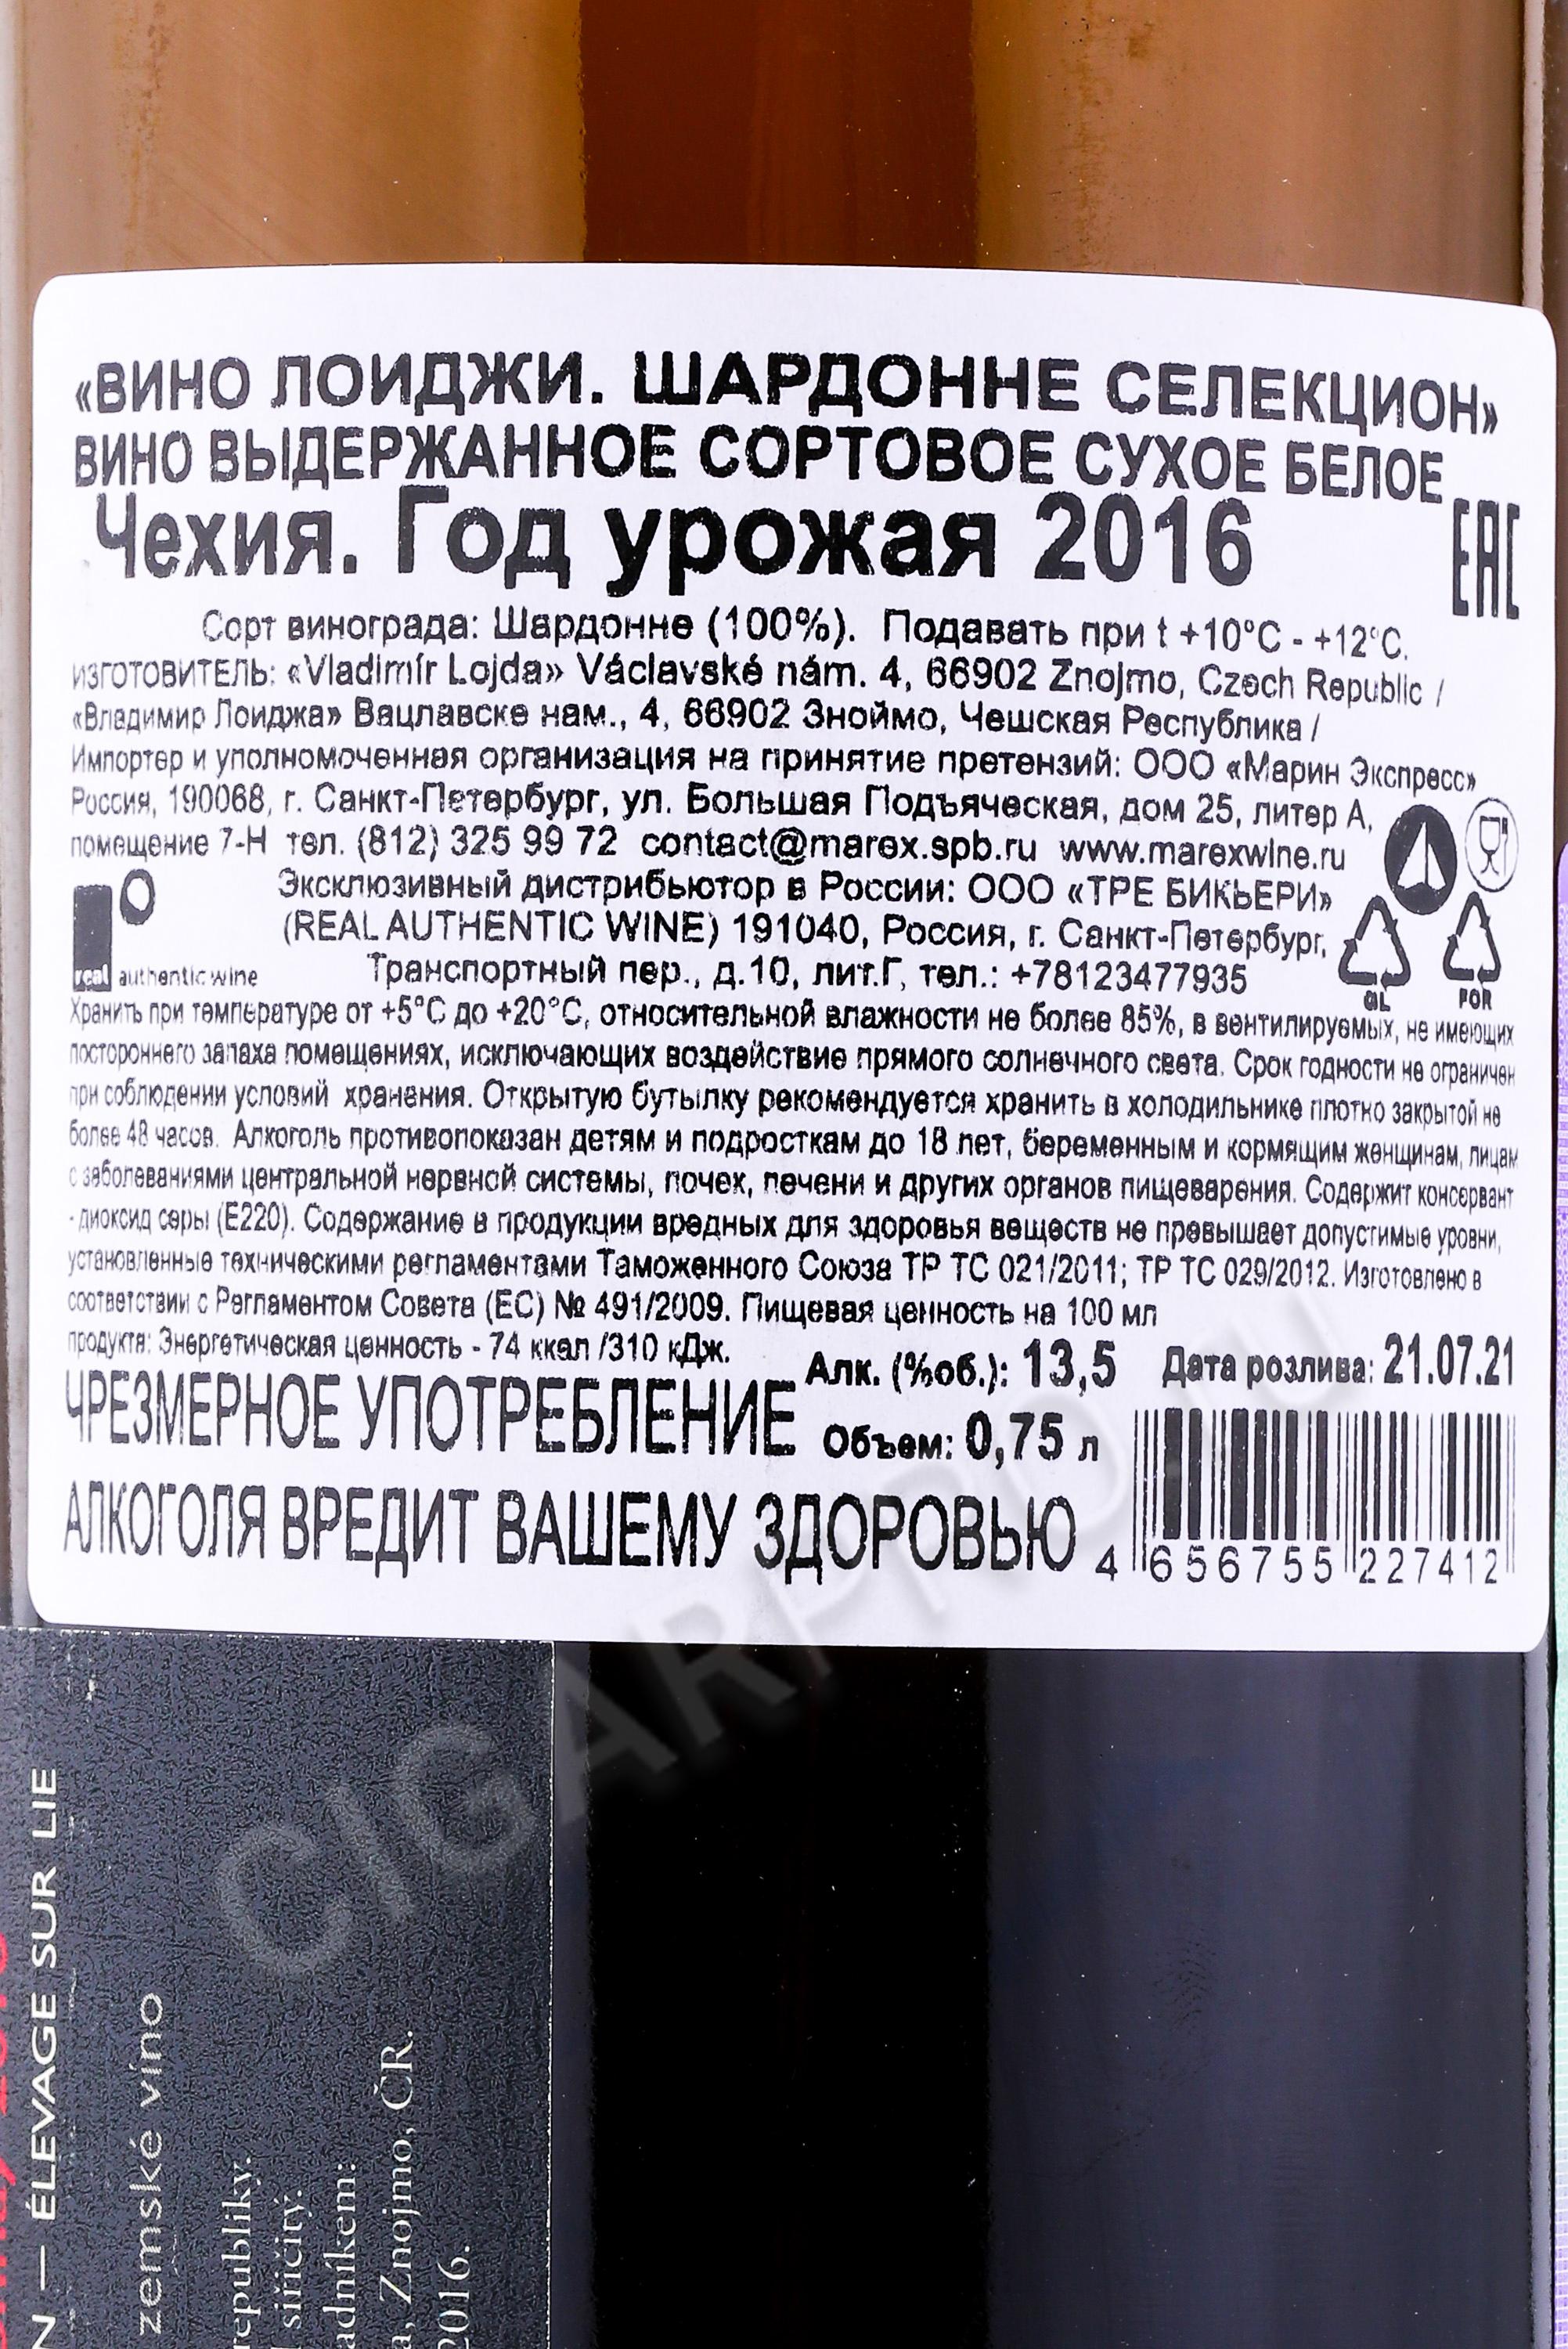 «ВИНО ЛОИДЖИ. ШАРДОННЕ СЕЛЕКЦИОН»
ВИНО ВЫДЕРЖАННОЕ СОРТОВОЕ СУХОЕ БЕЛОЕ
Чехия. Год урожая 2016
EAC
Сорт винограда: Шардонне (100%). Подавать при t +10°C - +12°C.
ИЗГОТОВИТЕЛЬ: «Vladimír Lojda» Václavské nám. 4, 66902 Znojmo, Czech Republic /
«Владимир Лоиджа» Вацлавске нам., 4, 66902 Зноймо, Чешская Республика /
Импортер и уполномоченная организация на принятие претензий: ООО «Марин Экспресс»
Россия, 190068, г. Санкт-Петербург, ул. Большая Подъяческая, дом 25, литер А,
помещение 7-Н тел. (812) 325 99 72 contact@marex.spb.ru www.marexwine.ru
Эксклюзивный дистрибьютор в России: ООО «ТРЕ БИКЬЕРИ»
(REAL AUTHENTIC WINE) 191040, Россия, г. Санкт-Петербург,
real authentic wine
Транспортный пер., д.10, лит.Г, тел.: +78123477935
GL
FOR
Хранить при температуре от +5°С до +20°С, относительной влажности не более 85%, в вентилируемых, не имеющих
постороннего запаха помещениях, исключающих воздействие прямого солнечного света. Срок годности не ограничен
при соблюдении условий хранения. Открытую бутылку рекомендуется хранить в холодильнике плотно закрытой не
более 48 часов. Алкоголь противопоказан детям и подросткам до 18 лет, беременным и кормящим женщинам, лицам
с заболеваниями центральной нервной системы, почек, печени и других органов пищеварения. Содержит консервант
- диоксид серы (Е220). Содержание в продукции вредных для здоровья веществ не превышает допустимые уровни,
установленные техническими регламентами Таможенного Союза ТР ТС 021/2011; ТР ТС 029/2012. Изготовлено в
соответствии с Регламентом Совета (ЕС) № 491/2009. Пищевая ценность на 100 мл
продукта: Энергетическая ценность - 74 ккал /310 кДж.
Алк. (%об.): 13,5 Дата розлива: 21.07.21
ЧРЕЗМЕРНОЕ УПОТРЕБЛЕНИЕ
Объем: 0,75 л
АЛКОГОЛЯ ВРЕДИТ ВАШЕМУ ЗДОРОВЬЮ
4 656755 227412
N – ÉLEVAGE SUR LIE
zemské víno
republiky.
siřičitý.
adníkem:
a, Znojmo, ČR.
2016.
CIGARPRO.RU